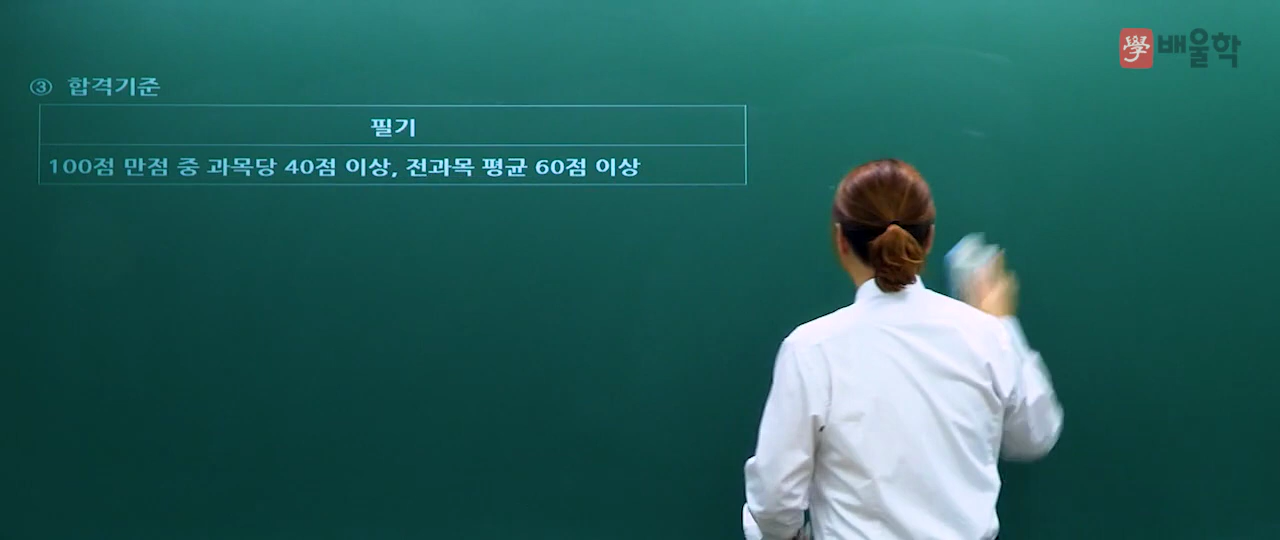 學 배울학
③ 합격기준
필기
100점 만점 중 과목당 40점 이상, 전과목 평균 60점 이상